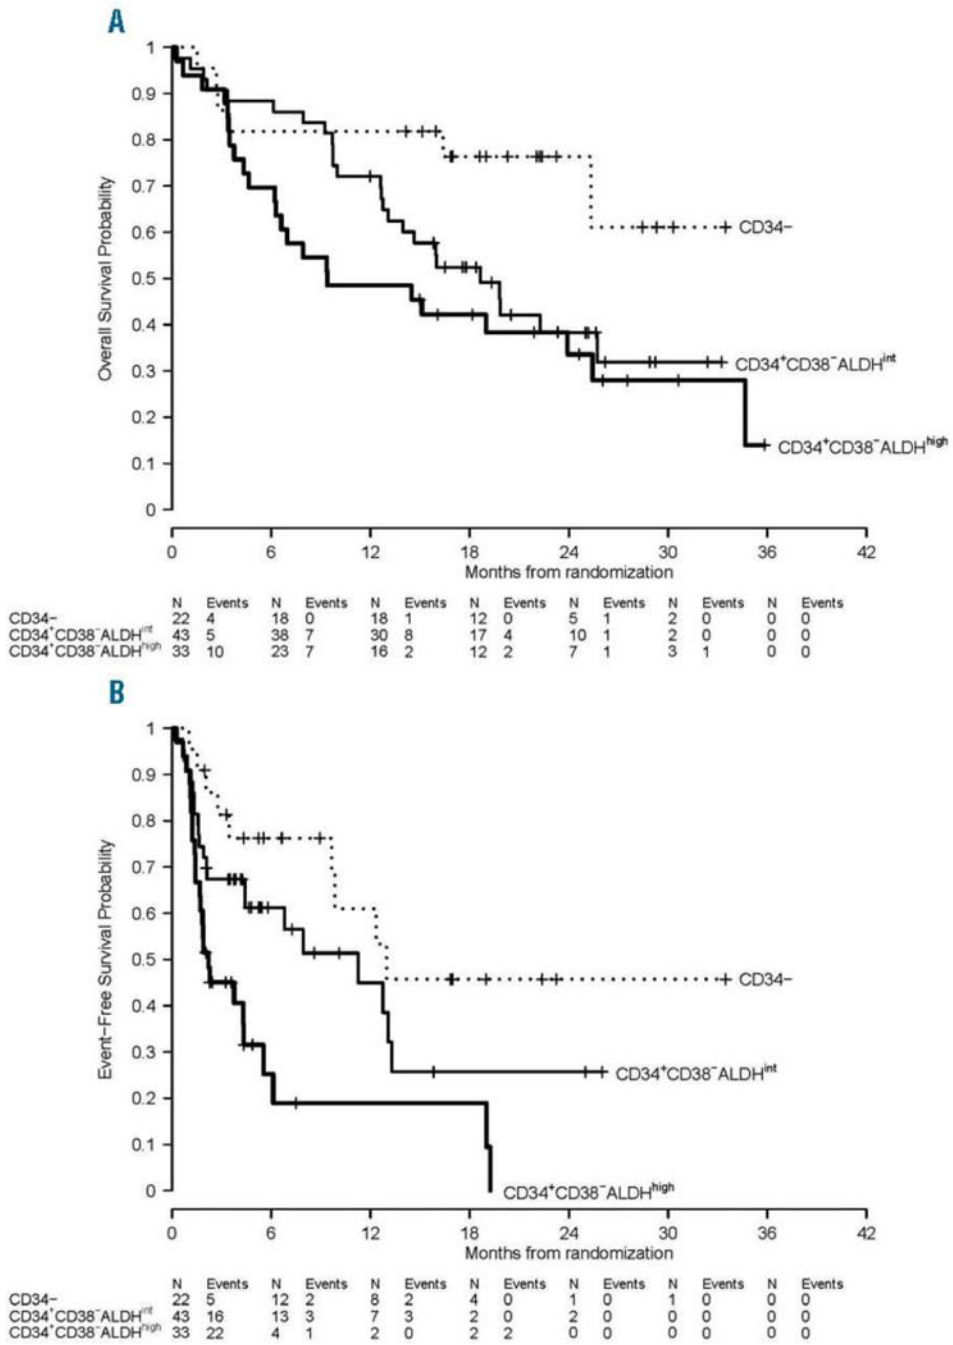 A
1
0.9
0.8
0.7
0.6
0.5
0.4
0.3
0.2
0.1
0
Overall Survival Probability
CD34−
CD34⁺CD38⁻ALDHⁱⁿᵗ
CD34⁺CD38⁻ALDHʰⁱᵍʰ
0 6 12 18 24 30 36 42
Months from randomization
N Events N Events N Events N Events N Events N Events N Events
CD34− 22 4 18 0 18 1 12 0 5 1 2 0 0 0
CD34⁺CD38⁻ALDHⁱⁿᵗ 43 5 38 7 30 8 17 4 10 1 2 0 0 0
CD34⁺CD38⁻ALDHʰⁱᵍʰ 33 10 23 7 16 2 12 2 7 1 3 1 0 0
B
1
0.9
0.8
0.7
0.6
0.5
0.4
0.3
0.2
0.1
0
Event−Free Survival Probability
CD34−
CD34⁺CD38⁻ALDHⁱⁿᵗ
CD34⁺CD38⁻ALDHʰⁱᵍʰ
0 6 12 18 24 30 36 42
Months from randomization
N Events N Events N Events N Events N Events N Events N Events
CD34− 22 5 12 2 8 2 4 0 1 0 1 0 0 0
CD34⁺CD38⁻ALDHⁱⁿᵗ 43 16 13 3 7 3 2 0 2 0 0 0 0 0
CD34⁺CD38⁻ALDHʰⁱᵍʰ 33 22 4 1 2 0 2 2 0 0 0 0 0 0